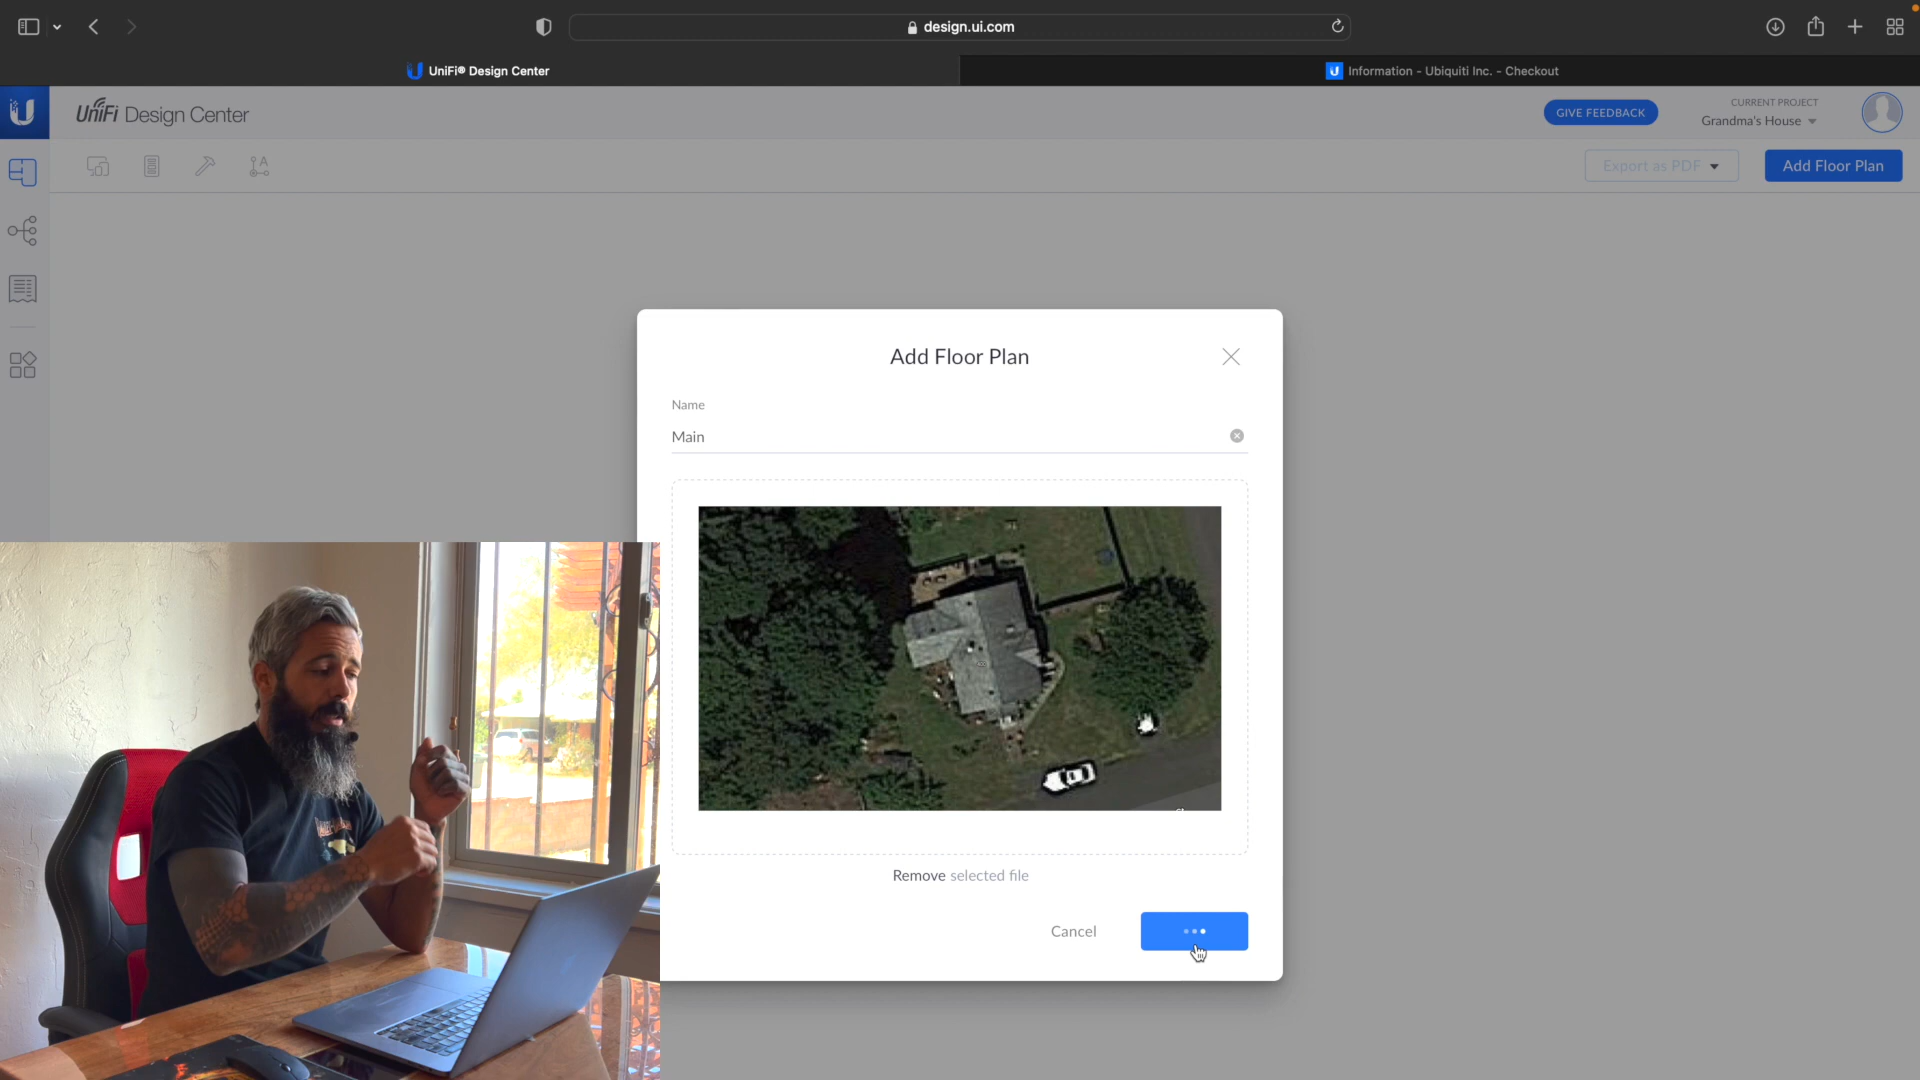 design.ui.com
UniFi® Design Center
Information - Ubiquiti Inc. - Checkout
UniFi Design Center
GIVE FEEDBACK
CURRENT PROJECT
Grandma's House
Export as PDF
Add Floor Plan
Add Floor Plan
Name
Main
Remove selected file
Cancel